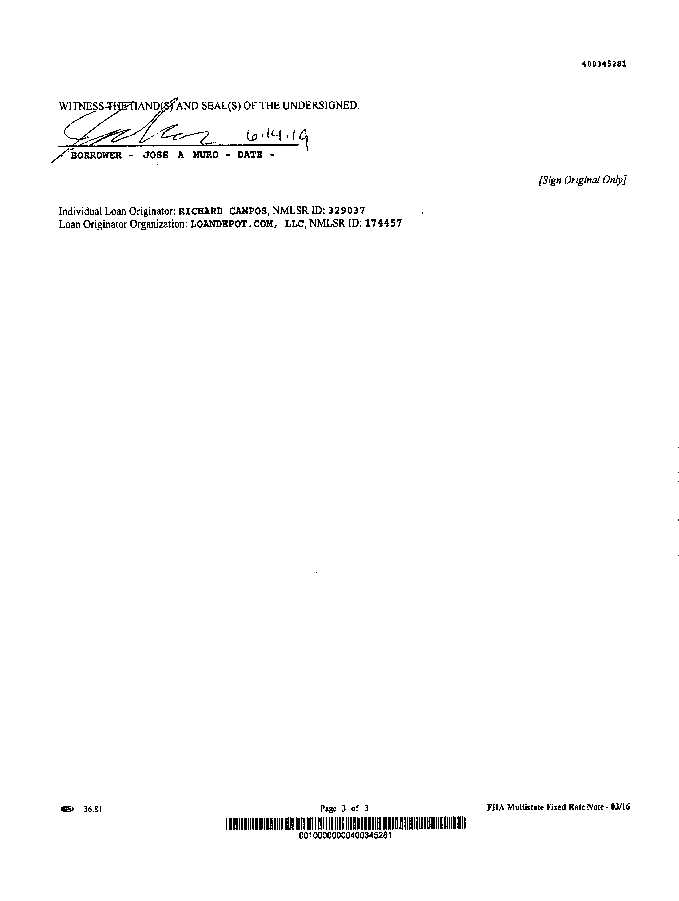 400345281
WITNESS THE HAND(S) AND SEAL(S) OF THE UNDERSIGNED.
6.14.19
BORROWER - JOSE A MURO - DATE -
[Sign Original Only]
Individual Loan Originator: RICHARD CAMPOS, NMLSR ID: 329037
Loan Originator Organization: LOANDEPOT.COM, LLC, NMLSR ID: 174457
36.81
Page 3 of 3
FHA Multistate Fixed Rate Note - 03/16
0010000000400345281